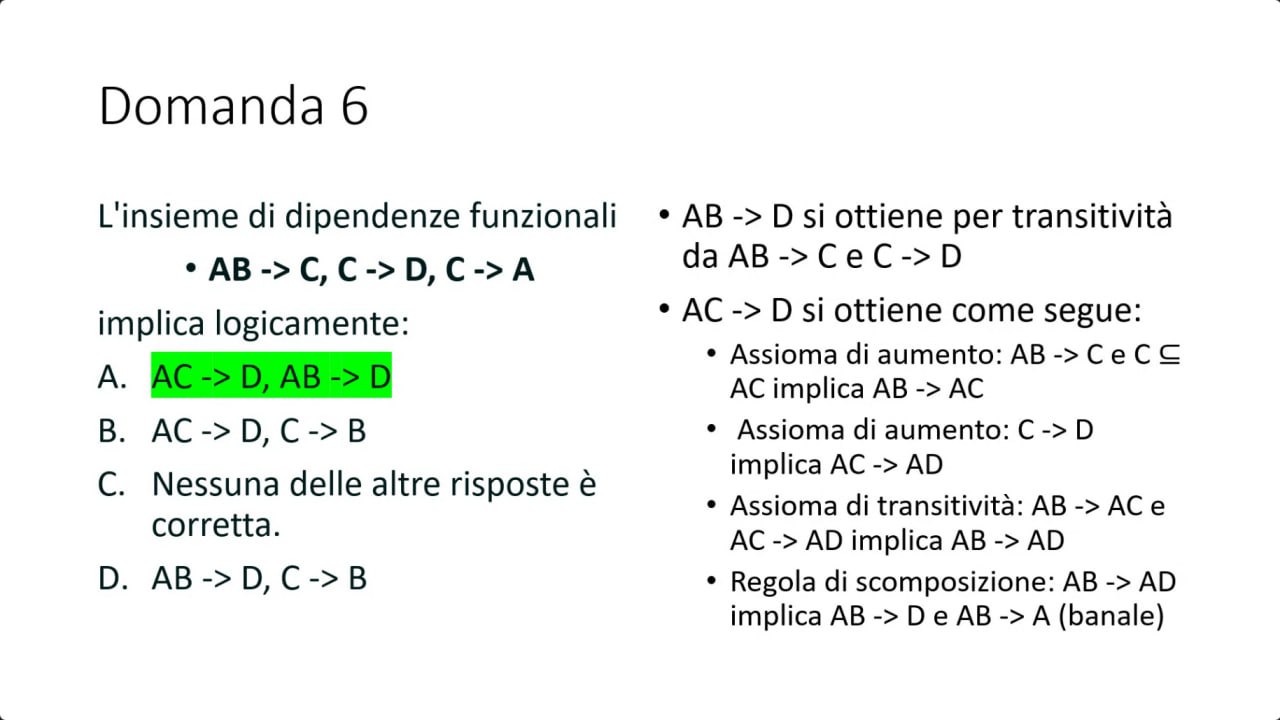 Domanda 6
L'insieme di dipendenze funzionali
• AB -> C, C -> D, C -> A
implica logicamente:
A. AC -> D, AB -> D
B. AC -> D, C -> B
C. Nessuna delle altre risposte è
corretta.
D. AB -> D, C -> B
• AB -> D si ottiene per transitività
da AB -> C e C -> D
• AC -> D si ottiene come segue:
• Assioma di aumento: AB -> C e C ⊆
AC implica AB -> AC
• Assioma di aumento: C -> D
implica AC -> AD
• Assioma di transitività: AB -> AC e
AC -> AD implica AB -> AD
• Regola di scomposizione: AB -> AD
implica AB -> D e AB -> A (banale)